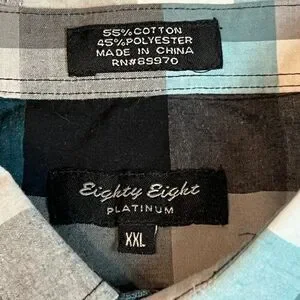 55% COTTON
45% POLYESTER
MADE IN CHINA
RN#89970
Eighty Eight
PLATINUM
XXL